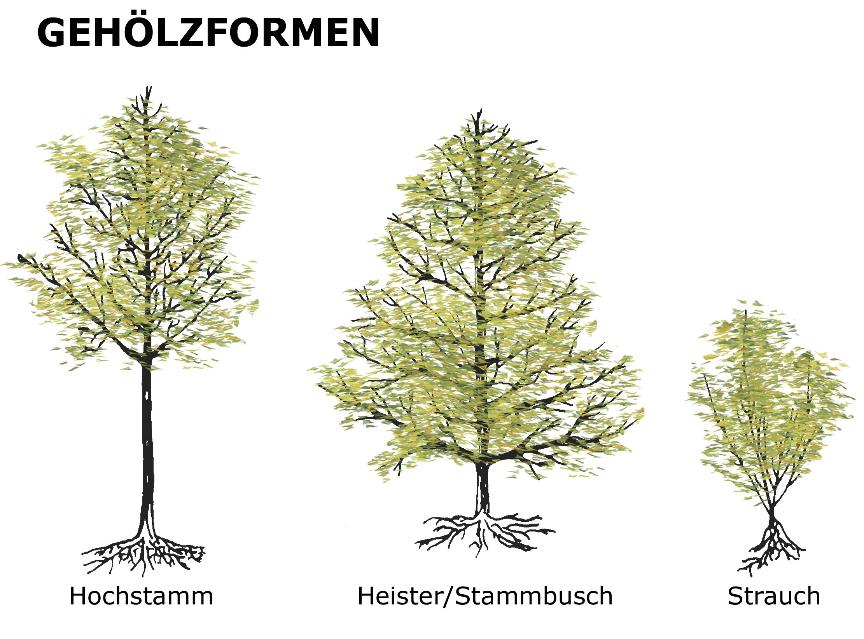 GEHÖLZFORMEN
Hochstamm
Heister/Stammbusch
Strauch